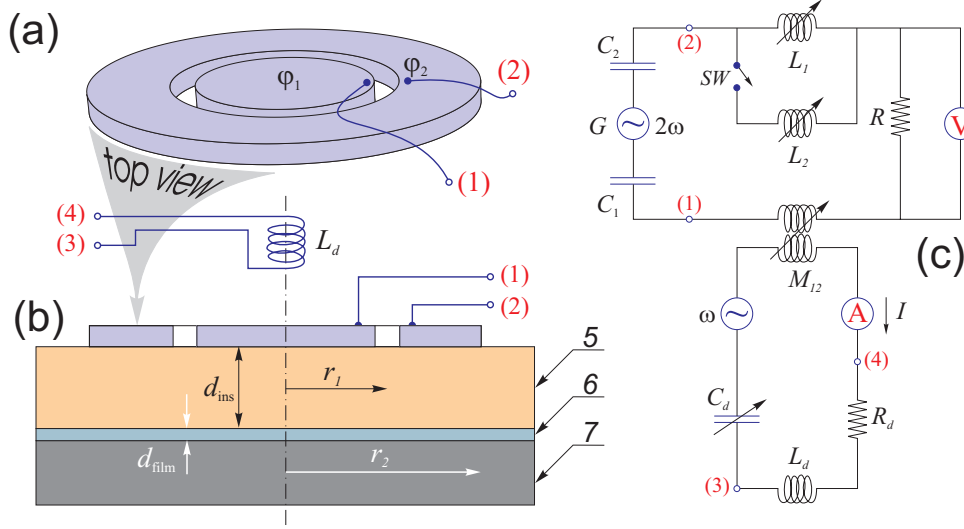 (a)
φ1
φ2
(2)
(1)
top view
(4)
(3)
Ld
(1)
(2)
(b)
5
6
7
dins
r1
dfilm
r2
C2
(2)
L1
SW
G
~
2ω
L2
R
V
C1
(1)
M12
(c)
ω
~
A
I
(4)
Cd
Rd
Ld
(3)